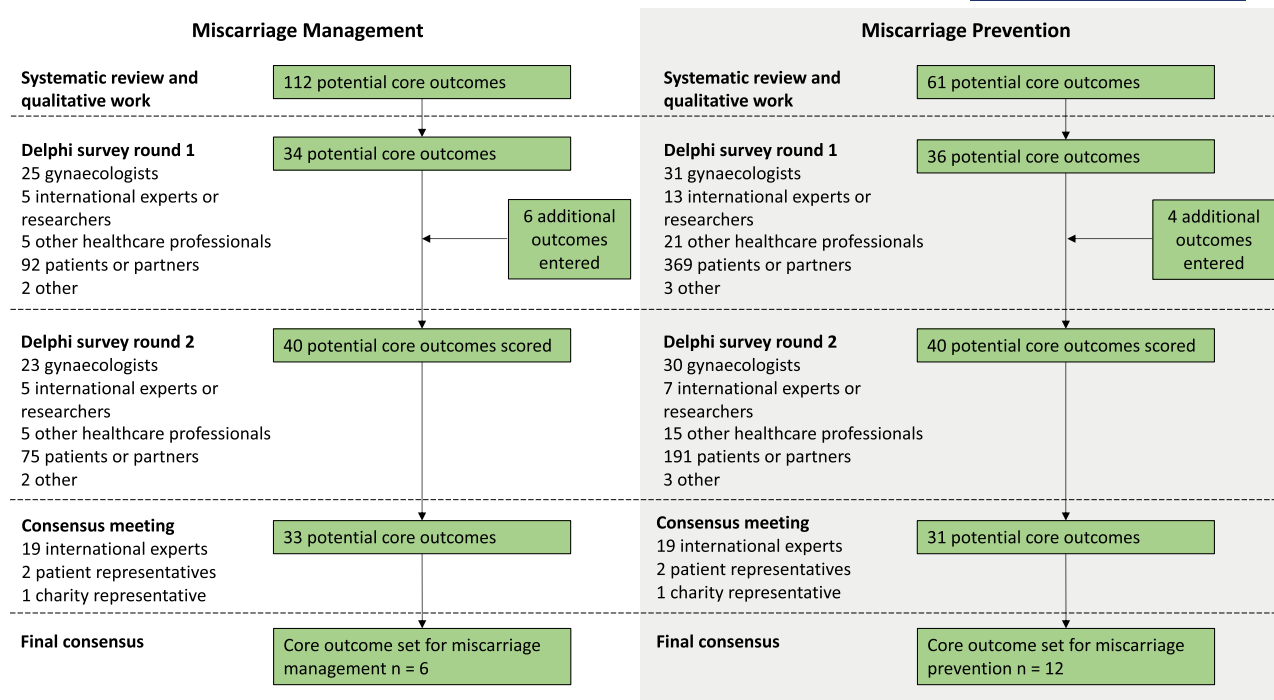 Miscarriage Management
Systematic review and
qualitative work
112 potential core outcomes
Delphi survey round 1
25 gynaecologists
5 international experts or
researchers
5 other healthcare professionals
92 patients or partners
2 other
34 potential core outcomes
6 additional
outcomes
entered
Delphi survey round 2
23 gynaecologists
5 international experts or
researchers
5 other healthcare professionals
75 patients or partners
2 other
40 potential core outcomes scored
Consensus meeting
19 international experts
2 patient representatives
1 charity representative
33 potential core outcomes
Final consensus
Core outcome set for miscarriage
management n = 6
Miscarriage Prevention
Systematic review and
qualitative work
61 potential core outcomes
Delphi survey round 1
31 gynaecologists
13 international experts or
researchers
21 other healthcare professionals
369 patients or partners
3 other
36 potential core outcomes
4 additional
outcomes
entered
Delphi survey round 2
30 gynaecologists
7 international experts or
researchers
15 other healthcare professionals
191 patients or partners
3 other
40 potential core outcomes scored
Consensus meeting
19 international experts
2 patient representatives
1 charity representative
31 potential core outcomes
Final consensus
Core outcome set for miscarriage
prevention n = 12